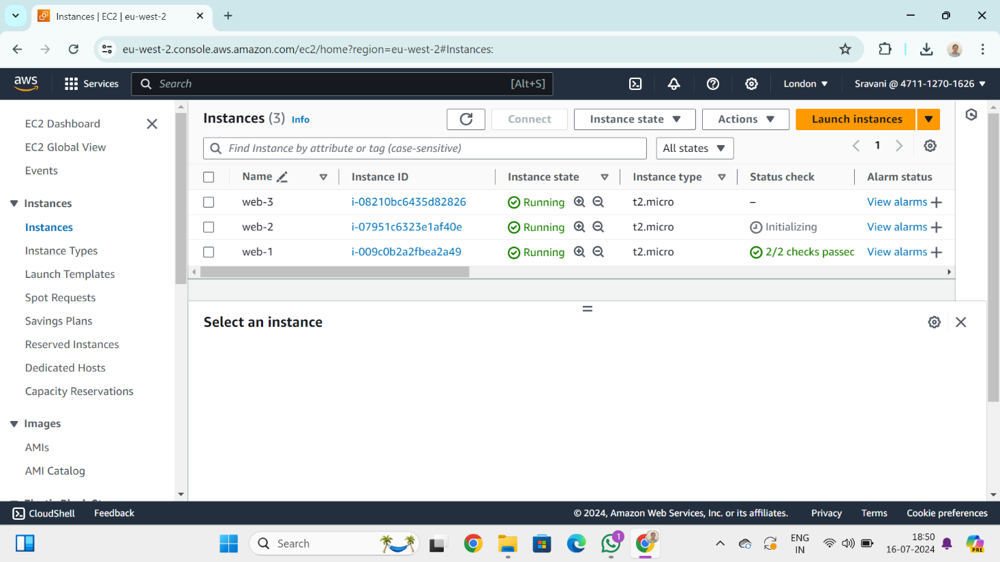 Instances | EC2 | eu-west-2
eu-west-2.console.aws.amazon.com/ec2/home?region=eu-west-2#Instances:
aws
Services
Search
[Alt+S]
London
Sravani @ 4711-1270-1626
EC2 Dashboard
EC2 Global View
Events
Instances
Instances
Instance Types
Launch Templates
Spot Requests
Savings Plans
Reserved Instances
Dedicated Hosts
Capacity Reservations
Images
AMIs
AMI Catalog
Instances (3) Info
Connect
Instance state
Actions
Launch instances
Find Instance by attribute or tag (case-sensitive)
All states
1
Name Instance ID Instance state Instance type Status check Alarm status
web-3 i-08210bc6435d82826 Running t2.micro – View alarms
web-2 i-07951c6323e1af40e Running t2.micro Initializing View alarms
web-1 i-009c0b2a2fbea2a49 Running t2.micro 2/2 checks passed View alarms
Select an instance
CloudShell Feedback
© 2024, Amazon Web Services, Inc. or its affiliates. Privacy Terms Cookie preferences
Search
1
ENG
IN
18:50
16-07-2024
PRE